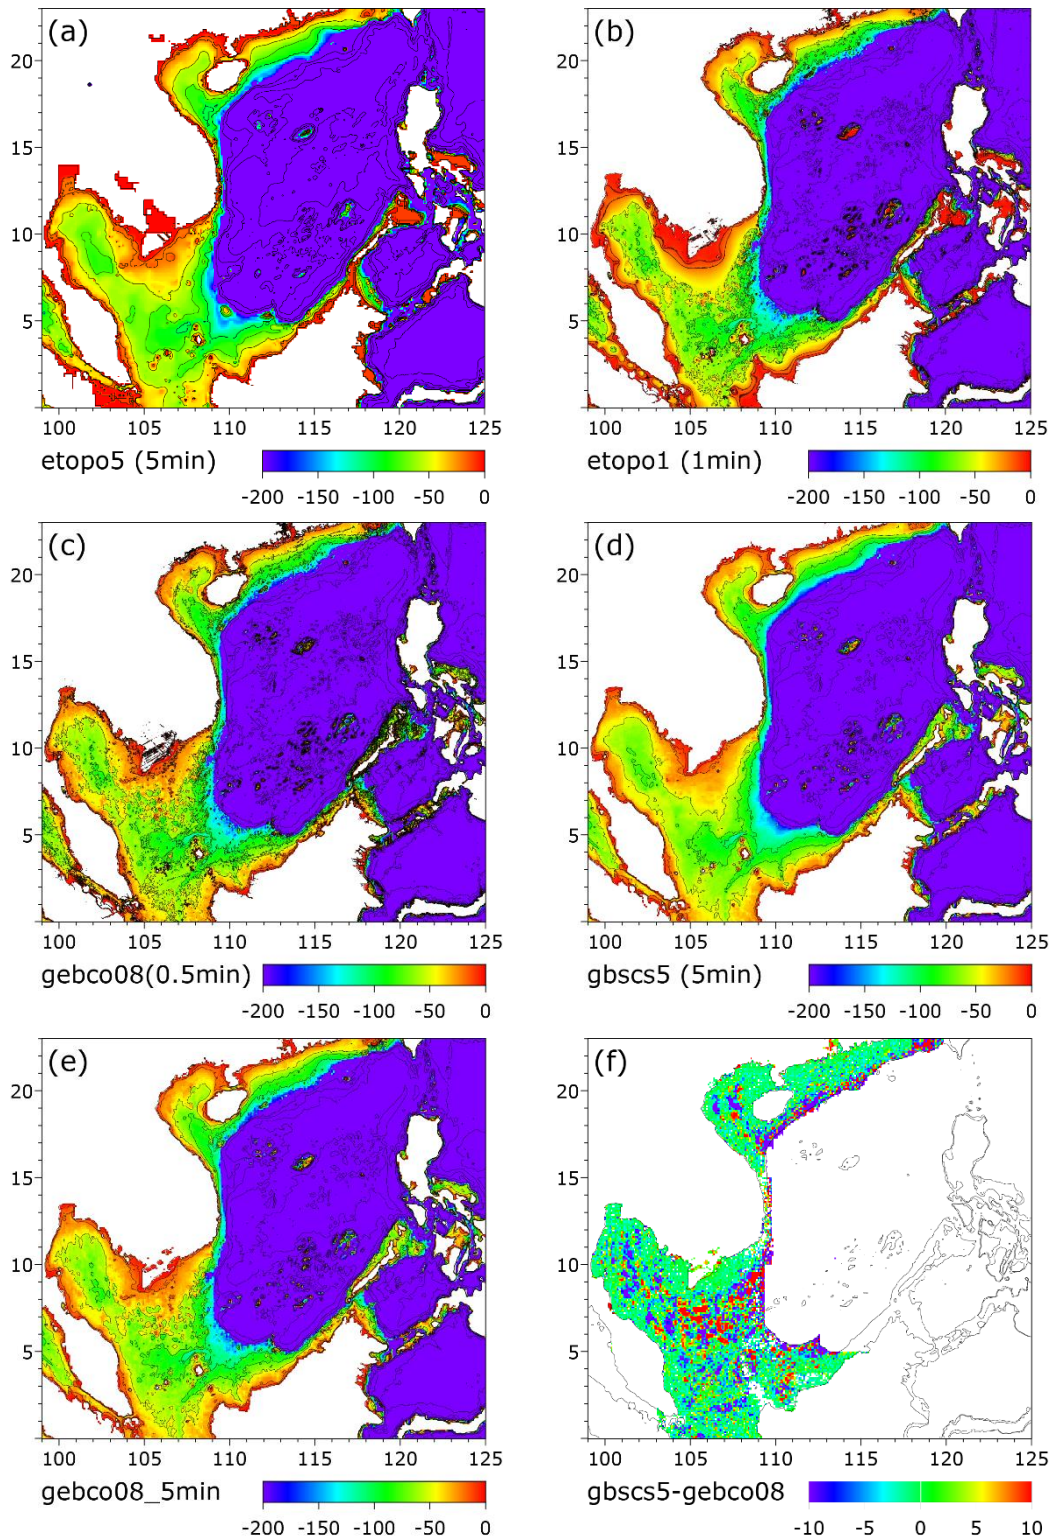 (a)
20
15
10
5
100 105 110 115 120 125
etopo5 (5min)
-200 -150 -100 -50 0
(b)
20
15
10
5
100 105 110 115 120 125
etopo1 (1min)
-200 -150 -100 -50 0
(c)
20
15
10
5
100 105 110 115 120 125
gebco08(0.5min)
-200 -150 -100 -50 0
(d)
20
15
10
5
100 105 110 115 120 125
gbscs5 (5min)
-200 -150 -100 -50 0
(e)
20
15
10
5
100 105 110 115 120 125
gebco08_5min
-200 -150 -100 -50 0
(f)
20
15
10
5
100 105 110 115 120 125
gbscs5-gebco08
-10 -5 0 5 10